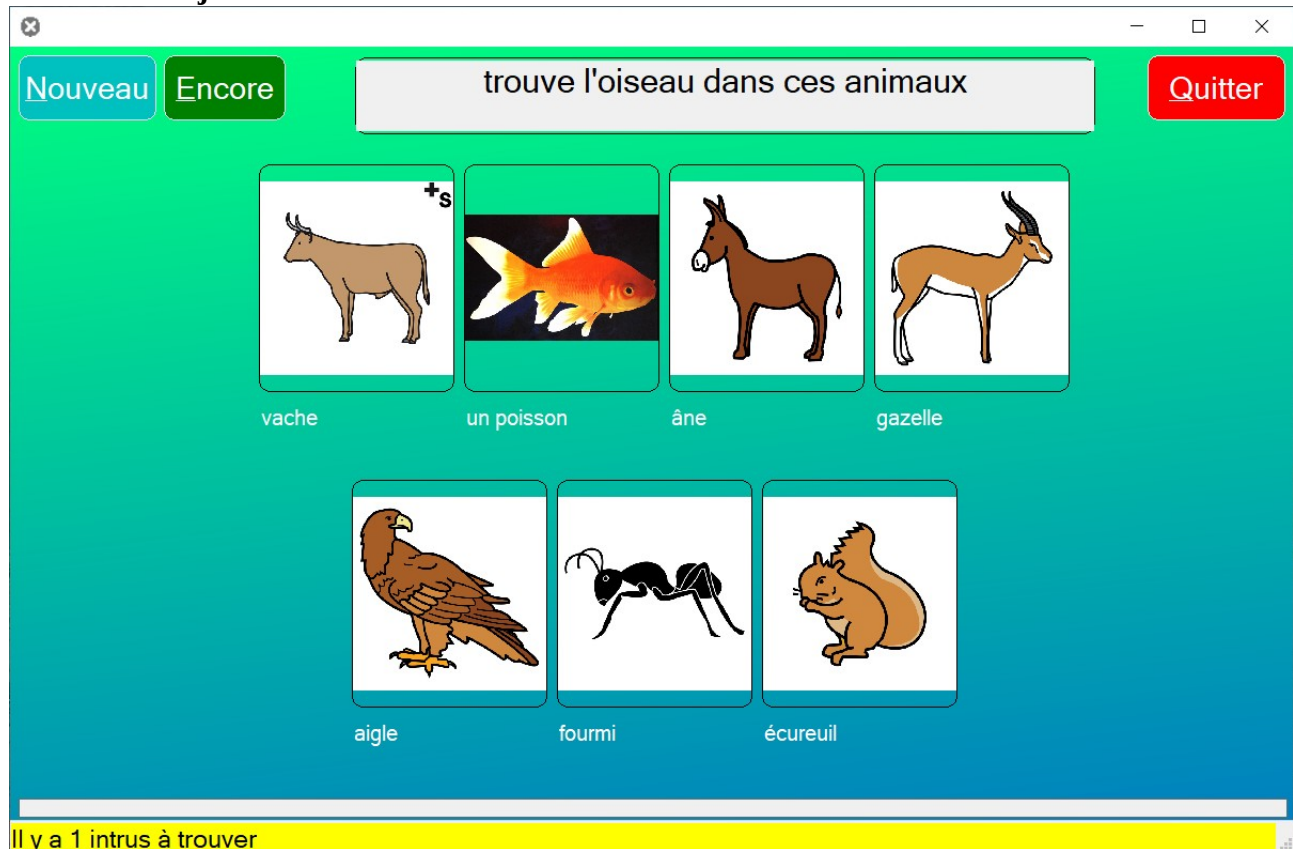 Nouveau Encore trouve l'oiseau dans ces animaux Quitter
+s
vache un poisson âne gazelle
aigle fourmi écureuil
Il y a 1 intrus à trouver